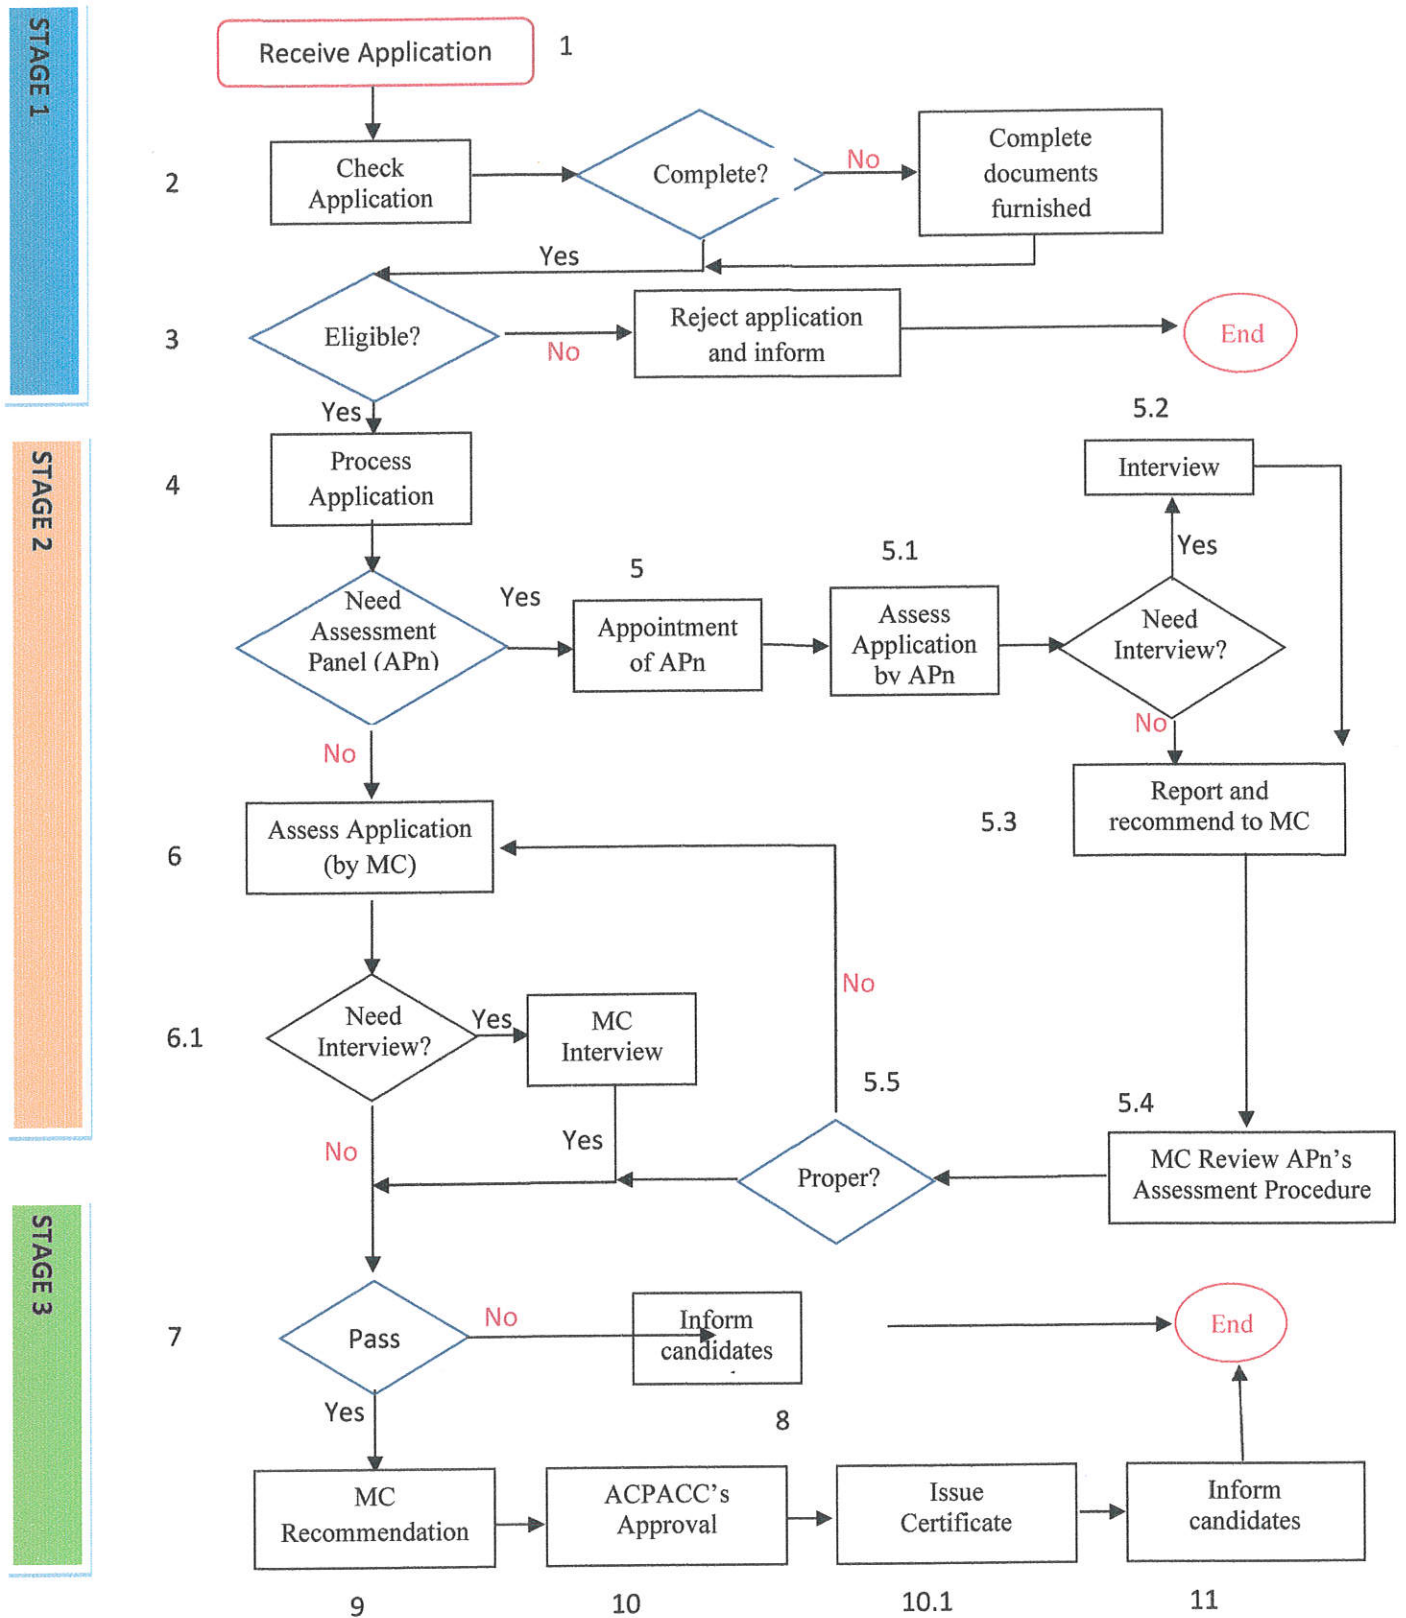 STAGE 1
Receive Application
1
2
Check
Application
Complete?
No
Complete
documents
furnished
Yes
3
Eligible?
No
Reject application
and inform
End
Yes
STAGE 2
4
Process
Application
5.2
Interview
Yes
Need
Assessment
Panel (APn)
Yes
5
Appointment
of APn
5.1
Assess
Application
by APn
Need
Interview?
No
No
5.3
Report and
recommend to MC
6
Assess Application
(by MC)
No
6.1
Need
Interview?
Yes
MC
Interview
5.5
5.4
No
Yes
Proper?
MC Review APn's
Assessment Procedure
STAGE 3
7
Pass
No
Inform
candidates
End
Yes
8
MC
Recommendation
ACPACC's
Approval
Issue
Certificate
Inform
candidates
9
10
10.1
11